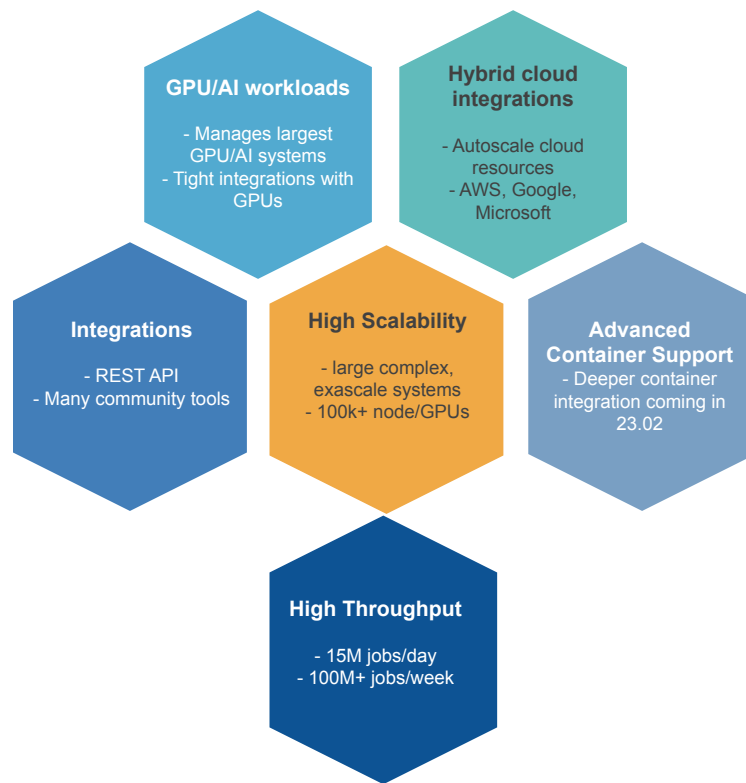 GPU/AI workloads
- Manages largest
GPU/AI systems
- Tight integrations with
GPUs
Hybrid cloud
integrations
- Autoscale cloud
resources
- AWS, Google,
Microsoft
Integrations
- REST API
- Many community tools
High Scalability
- large complex,
exascale systems
- 100k+ node/GPUs
Advanced
Container Support
- Deeper container
integration coming in
23.02
High Throughput
- 15M jobs/day
- 100M+ jobs/week